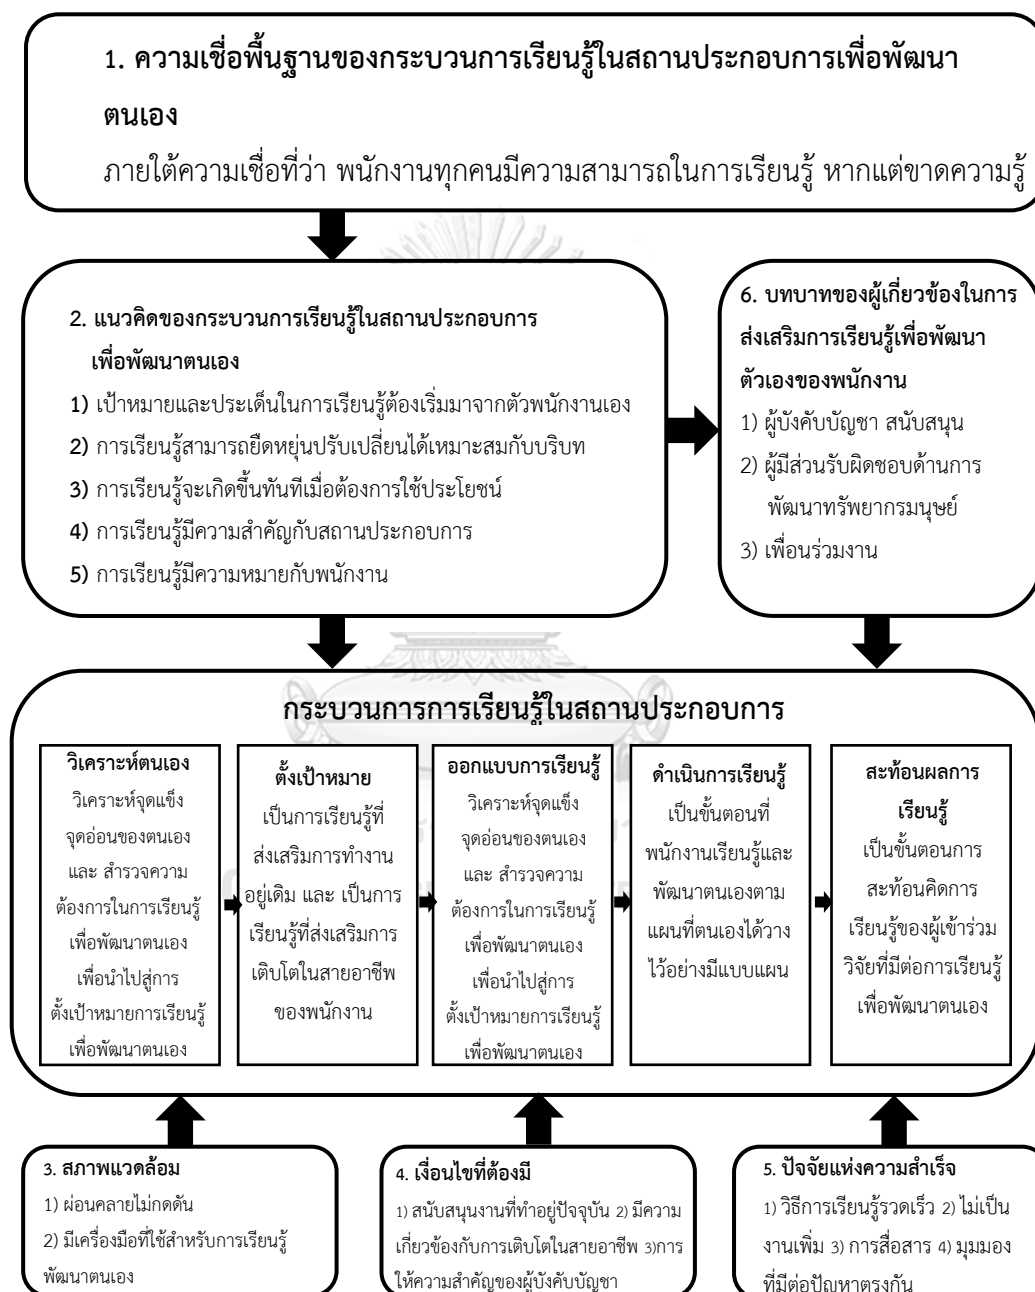 1. ความเชื่อพื้นฐานของกระบวนการเรียนรู้ในสถานประกอบการเพื่อพัฒนา
ตนเอง
ภายใต้ความเชื่อที่ว่า พนักงานทุกคนมีความสามารถในการเรียนรู้ หากแต่ขาดความรู้
2. แนวคิดของกระบวนการเรียนรู้ในสถานประกอบการ
เพื่อพัฒนาตนเอง
1) เป้าหมายและประเด็นในการเรียนรู้ต้องเริ่มมาจากตัวพนักงานเอง
2) การเรียนรู้สามารถยืดหยุ่นปรับเปลี่ยนได้เหมาะสมกับบริบท
3) การเรียนรู้จะเกิดขึ้นทันทีเมื่อต้องการใช้ประโยชน์
4) การเรียนรู้มีความสำคัญกับสถานประกอบการ
5) การเรียนรู้มีความหมายกับพนักงาน
6. บทบาทของผู้เกี่ยวข้องในการ
ส่งเสริมการเรียนรู้เพื่อพัฒนา
ตัวเองของพนักงาน
1) ผู้บังคับบัญชา สนับสนุน
2) ผู้มีส่วนรับผิดชอบด้านการ
พัฒนาทรัพยากรมนุษย์
3) เพื่อนร่วมงาน
กระบวนการการเรียนรู้ในสถานประกอบการ
วิเคราะห์ตนเอง
วิเคราะห์จุดแข็ง
จุดอ่อนของตนเอง
และ สำรวจความ
ต้องการในการเรียนรู้
เพื่อพัฒนาตนเอง
เพื่อนำไปสู่การ
ตั้งเป้าหมายการเรียนรู้
เพื่อพัฒนาตนเอง
ตั้งเป้าหมาย
เป็นการเรียนรู้ที่
ส่งเสริมการทำงาน
อยู่เดิม และ เป็นการ
เรียนรู้ที่ส่งเสริมการ
เติบโตในสายอาชีพ
ของพนักงาน
ออกแบบการเรียนรู้
วิเคราะห์จุดแข็ง
จุดอ่อนของตนเอง
และ สำรวจความ
ต้องการในการเรียนรู้
เพื่อพัฒนาตนเอง
เพื่อนำไปสู่การ
ตั้งเป้าหมายการเรียนรู้
เพื่อพัฒนาตนเอง
ดำเนินการเรียนรู้
เป็นขั้นตอนที่
พนักงานเรียนรู้และ
พัฒนาตนเองตาม
แผนที่ตนเองได้วาง
ไว้อย่างมีแบบแผน
สะท้อนผลการ
เรียนรู้
เป็นขั้นตอนการ
สะท้อนคิดการ
เรียนรู้ของผู้เข้าร่วม
วิจัยที่มีต่อการเรียนรู้
เพื่อพัฒนาตนเอง
3. สภาพแวดล้อม
1) ผ่อนคลายไม่กดดัน
2) มีเครื่องมือที่ใช้สำหรับการเรียนรู้
พัฒนาตนเอง
4. เงื่อนไขที่ต้องมี
1) สนับสนุนงานที่ทำอยู่ปัจจุบัน 2) มีความ
เกี่ยวข้องกับการเติบโตในสายอาชีพ 3)การ
ให้ความสำคัญของผู้บังคับบัญชา
5. ปัจจัยแห่งความสำเร็จ
1) วิธีการเรียนรู้รวดเร็ว 2) ไม่เป็น
งานเพิ่ม 3) การสื่อสาร 4) มุมมอง
ที่มีต่อปัญหาตรงกัน